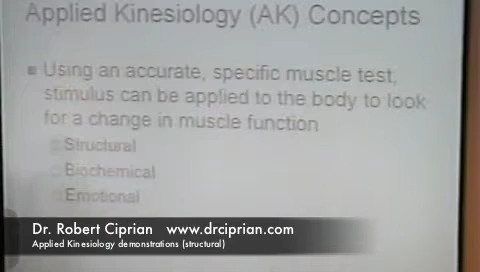 Applied Kinesiology (AK) Concepts
Using an accurate, specific muscle test,
stimulus can be applied to the body to look
for a change in muscle function
Structural
Biochemical
Emotional
Dr. Robert Ciprian www.drciprian.com
Applied Kinesiology demonstrations (structural)